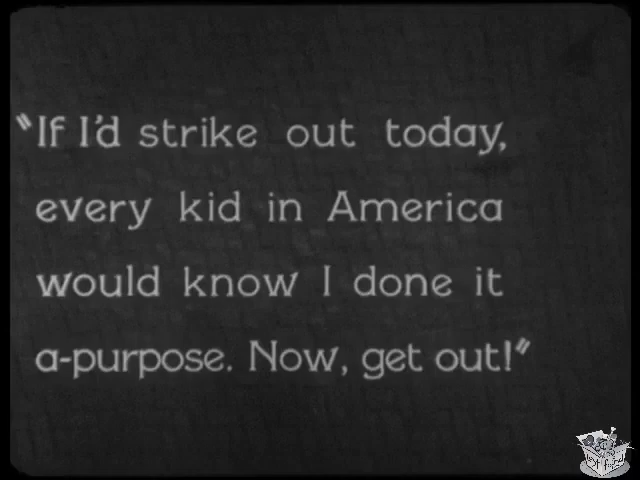 "If I'd strike out today,
every kid in America
would know I done it
a-purpose. Now, get out!"